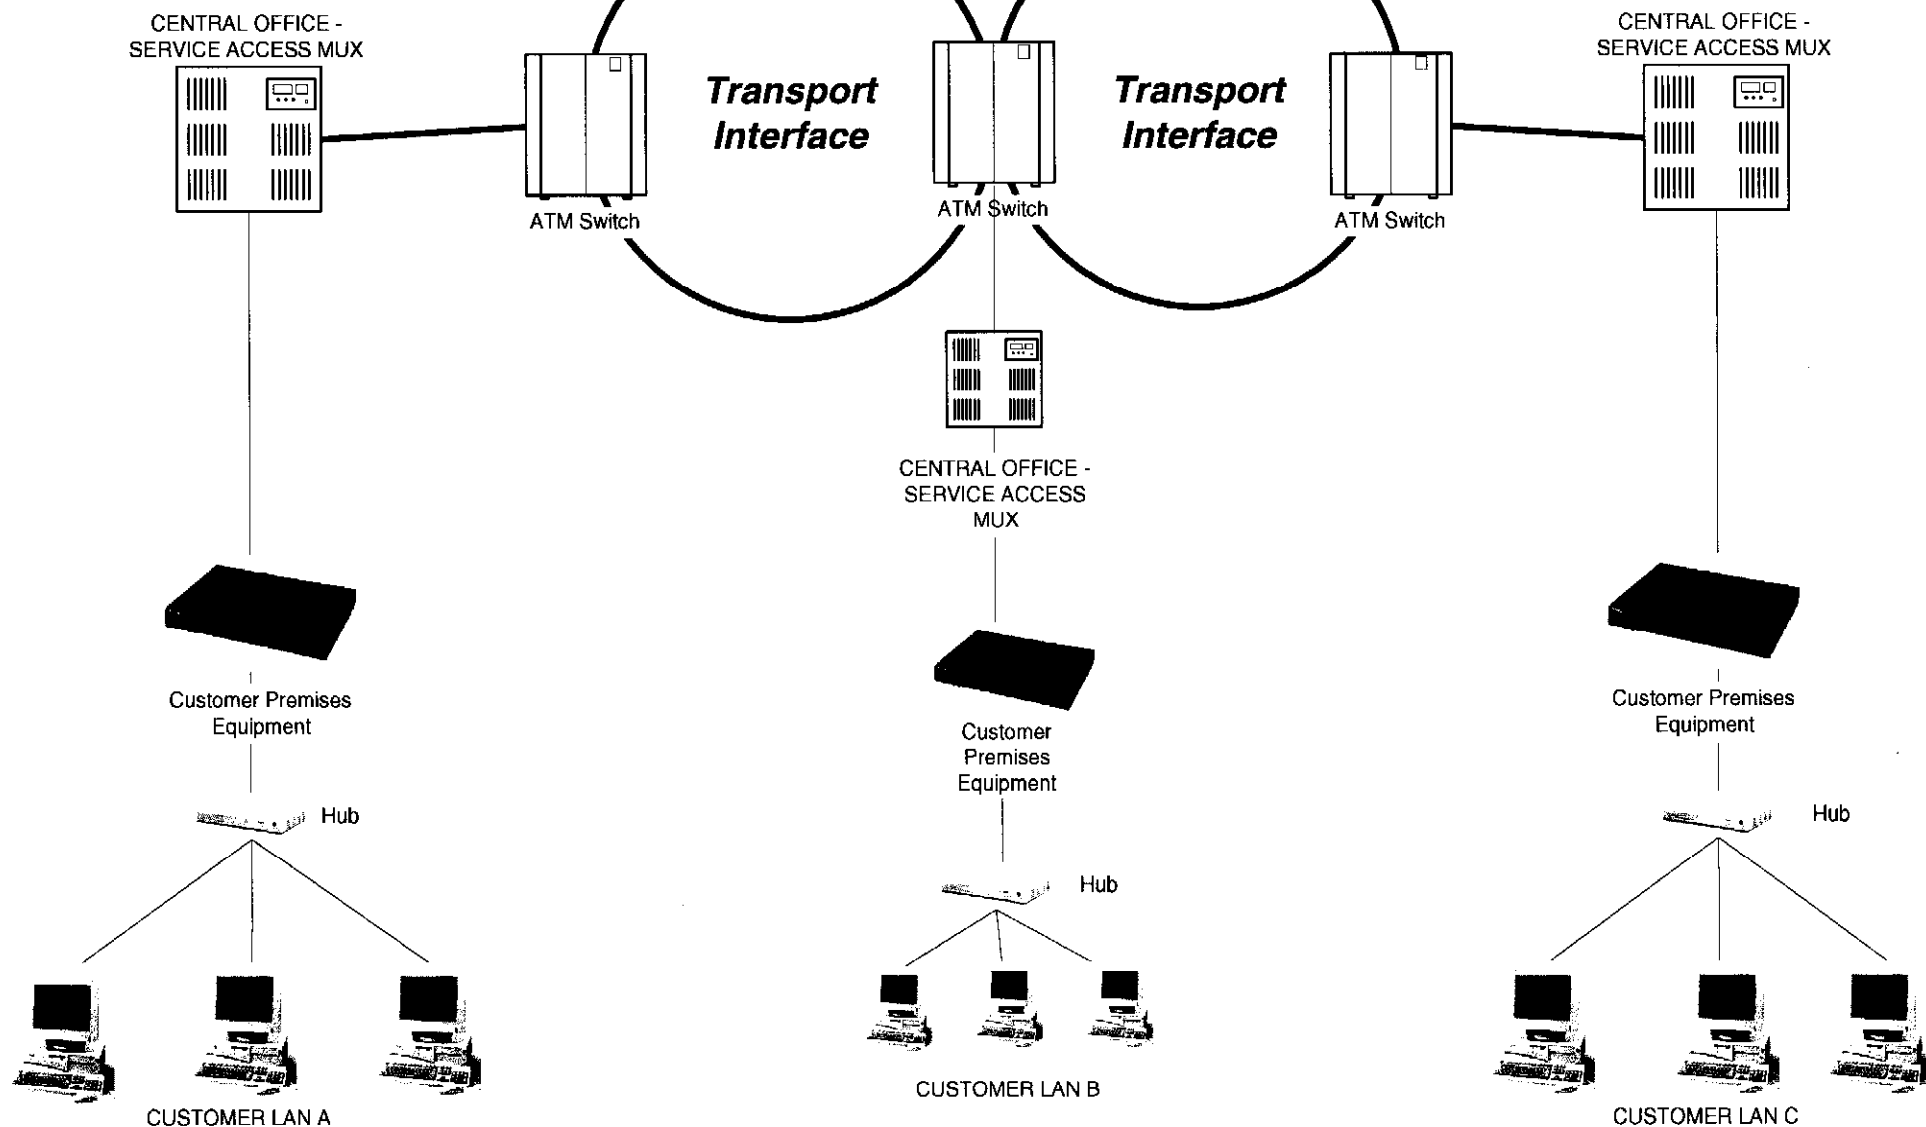 CENTRAL OFFICE -
SERVICE ACCESS MUX
CENTRAL OFFICE -
SERVICE ACCESS MUX
Transport
Interface
Transport
Interface
ATM Switch
ATM Switch
ATM Switch
CENTRAL OFFICE -
SERVICE ACCESS
MUX
Customer Premises
Equipment
Customer
Premises
Equipment
Customer Premises
Equipment
Hub
Hub
Hub
CUSTOMER LAN A
CUSTOMER LAN B
CUSTOMER LAN C